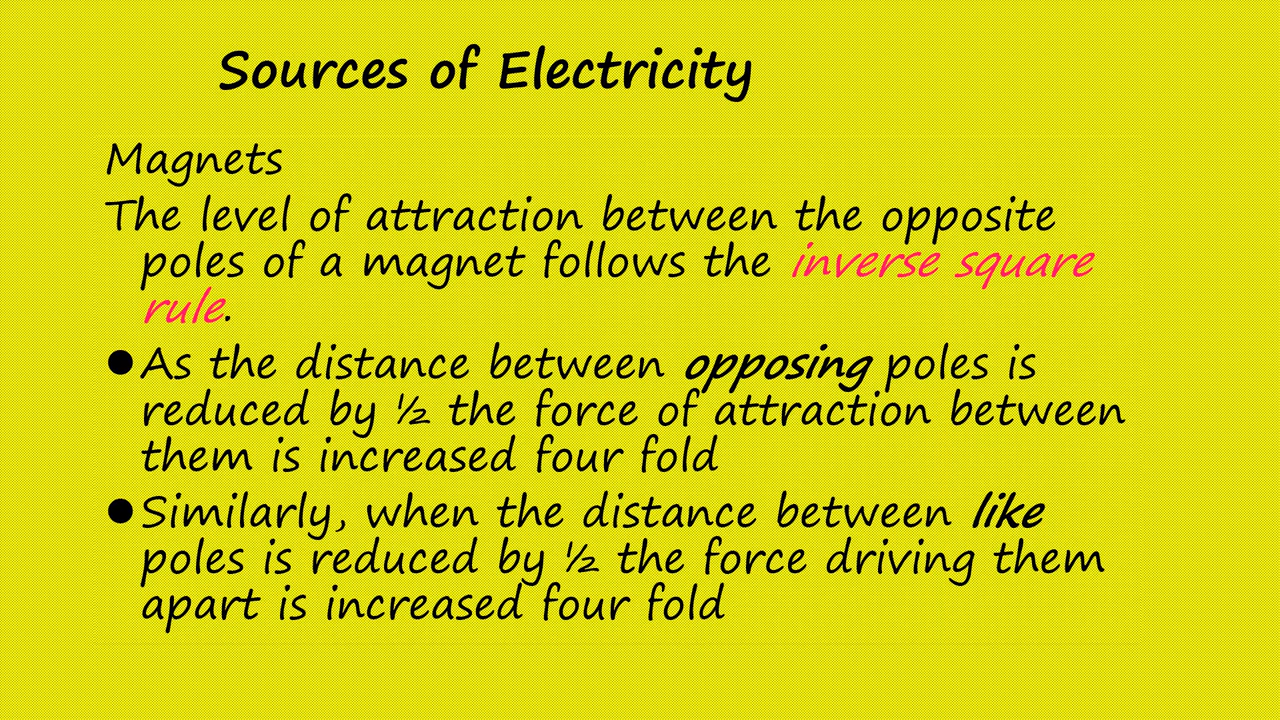 Sources of Electricity
Magnets
The level of attraction between the opposite
poles of a magnet follows the inverse square
rule.
●As the distance between opposing poles is
reduced by ½ the force of attraction between
them is increased four fold
●Similarly, when the distance between like
poles is reduced by ½ the force driving them
apart is increased four fold